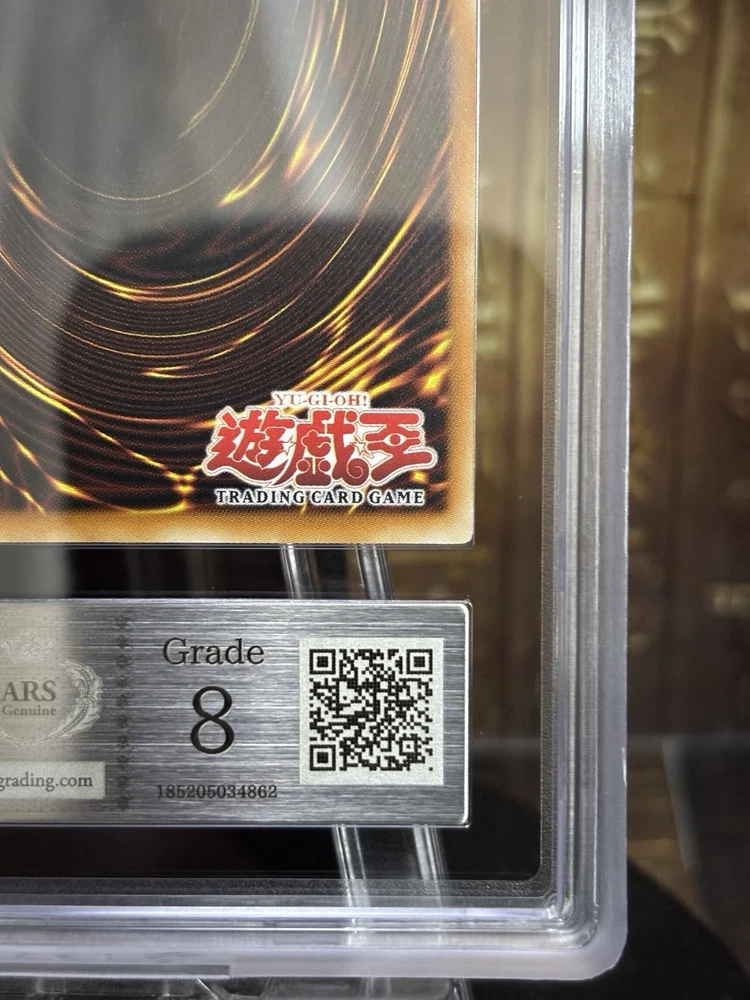 YU-GI-OH!
遊戯王
TRADING CARD GAME
Grade
8
ARS
Genuine
grading.com
185205034862